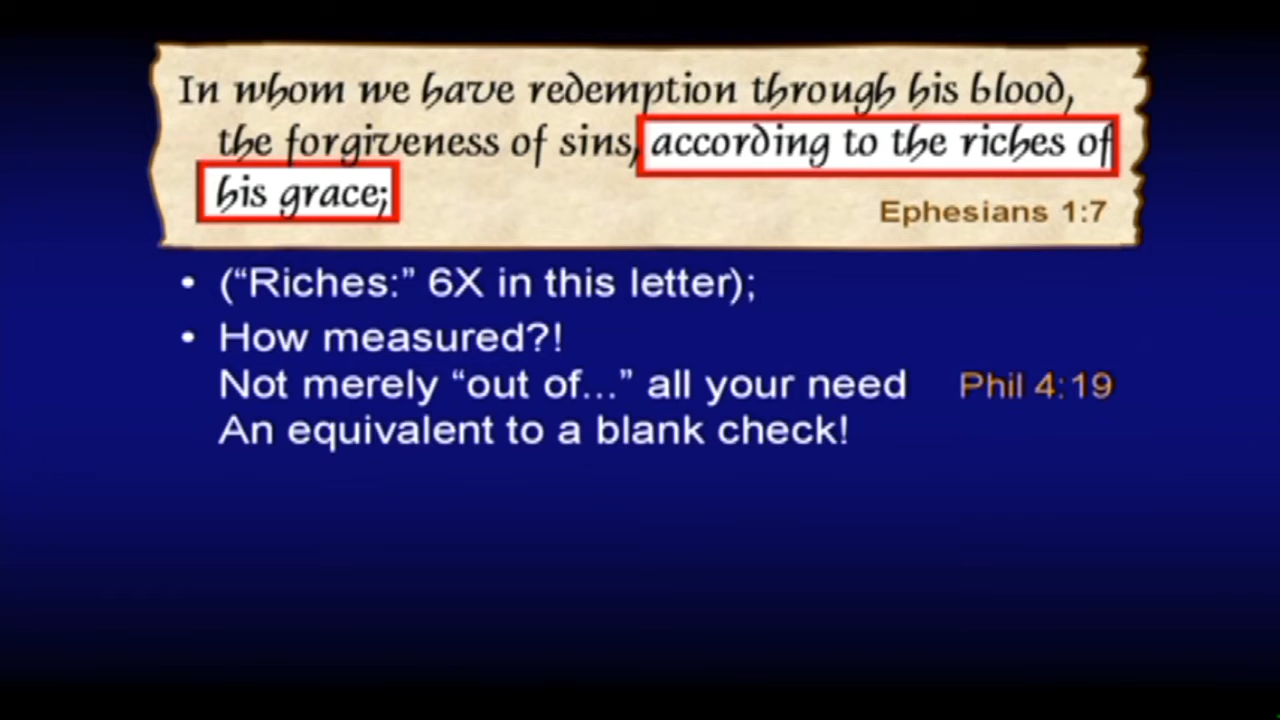 In whom we have redemption through his blood,
the forgiveness of sins, according to the riches of
his grace;
Ephesians 1:7
• (“Riches:” 6X in this letter);
• How measured?!
Not merely “out of...” all your need Phil 4:19
An equivalent to a blank check!